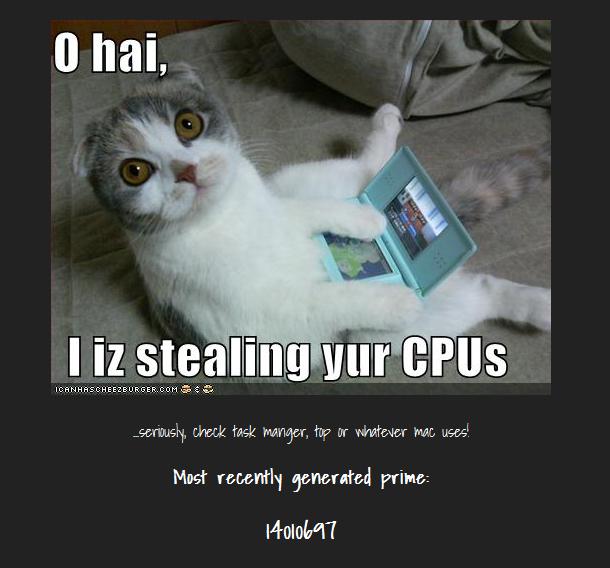 O hai,
I iz stealing yur CPUs
ICANHASCHEEZBURGER.COM
...seriously, check task manger, top or whatever mac uses!
Most recently generated prime:
14010697